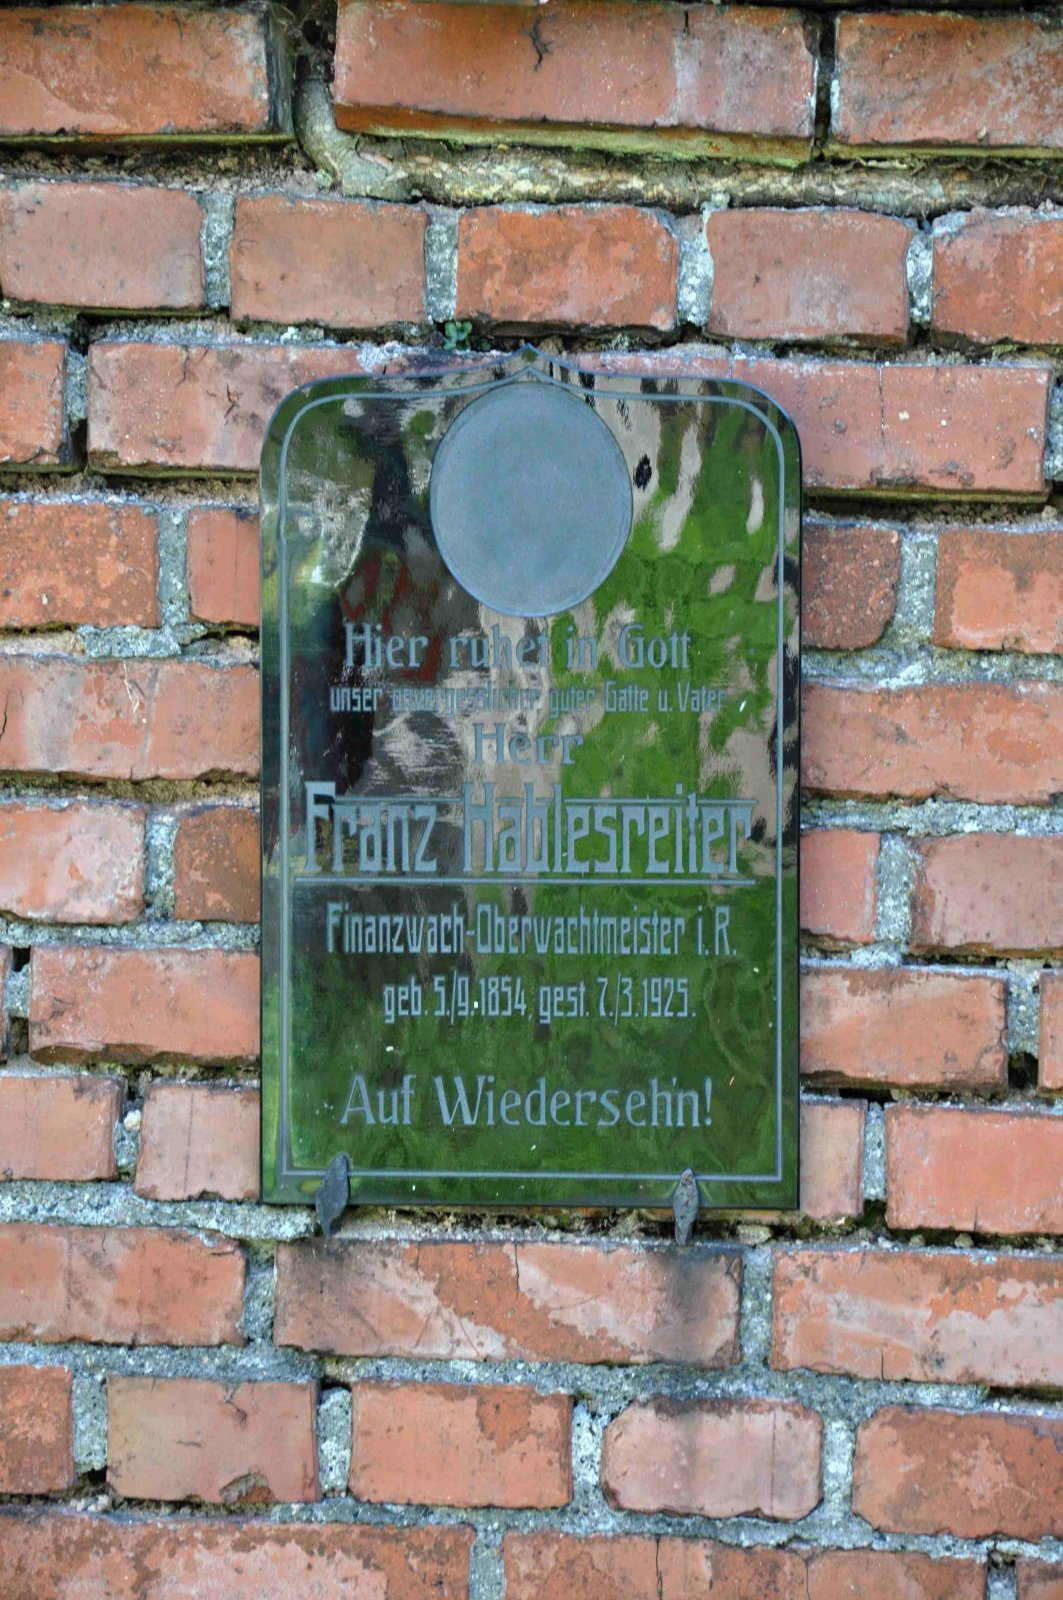 Hier ruhet in Gott
unser unvergesslicher guter Gatte u. Vater
Herr
Franz Hablesreiter
Finanzwach-Oberwachtmeister i. R.
geb. 5./9.1854, gest. 7./3.1925.
Auf Wiederseh'n!